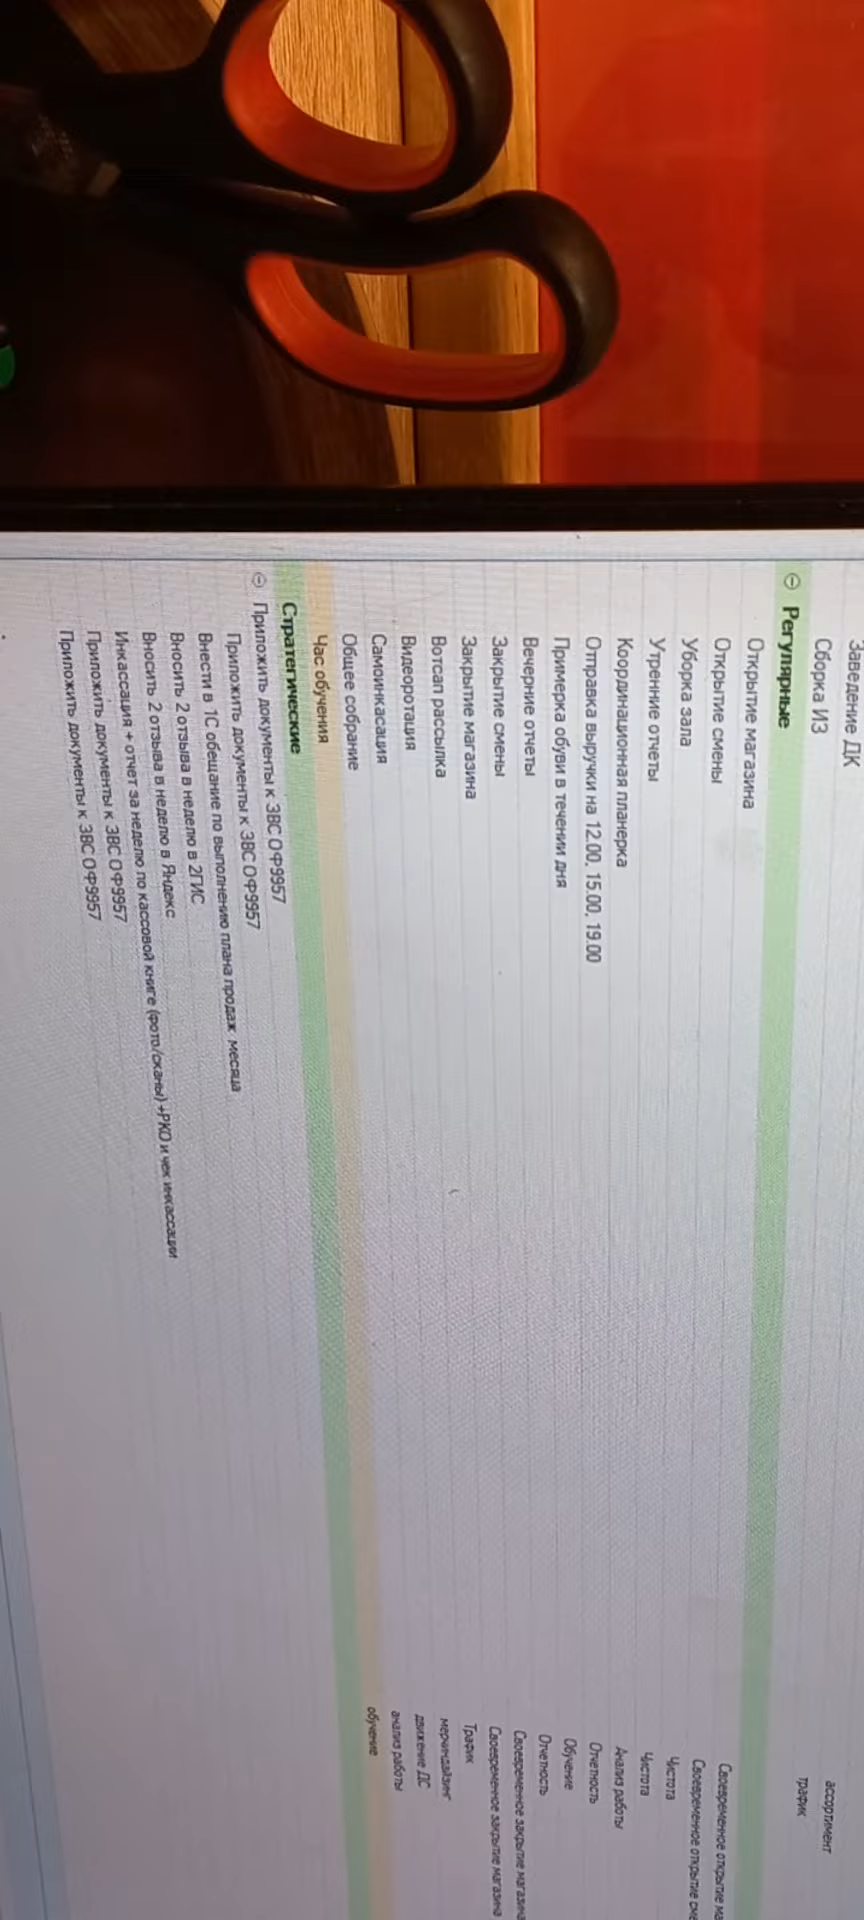 Заведение ДК
Сборка ИЗ
Регулярные
Открытие магазина
Открытие смены
Уборка зала
Утренние отчеты
Координационная планерка
Отправка выручки на 12.00, 15.00, 19.00
Примерка обуви в течении дня
Вечерние отчеты
Закрытие смены
Закрытие магазина
Вотсап рассылка
Видеоротация
Самоинкасация
Общее собрание
Час обучения
Стратегические
Приложить документы к ЗВС ОФ9957
Приложить документы к ЗВС ОФ9957
Внести в 1С обещание по выполнению плана продаж месяца
Вносить 2 отзыва в неделю в 2ГИС
Вносить 2 отзыва в неделю в Яндекс
Инкассация + отчет за неделю по кассовой книге (фото/сканы) +РКО и чек инкассации
Приложить документы к ЗВС ОФ9957
Приложить документы к ЗВС ОФ9957
ассортимент
трафик
Своевременное открытие ма
Своевременное открытие сме
Чистота
Чистота
Анализ работы
Отчетность
Обучение
Отчетность
Своевременное закрытие магазина
Своевременное закрытие магазина
Трафик
мерчиндайзинг
движение ДС
анализ работы
обучение